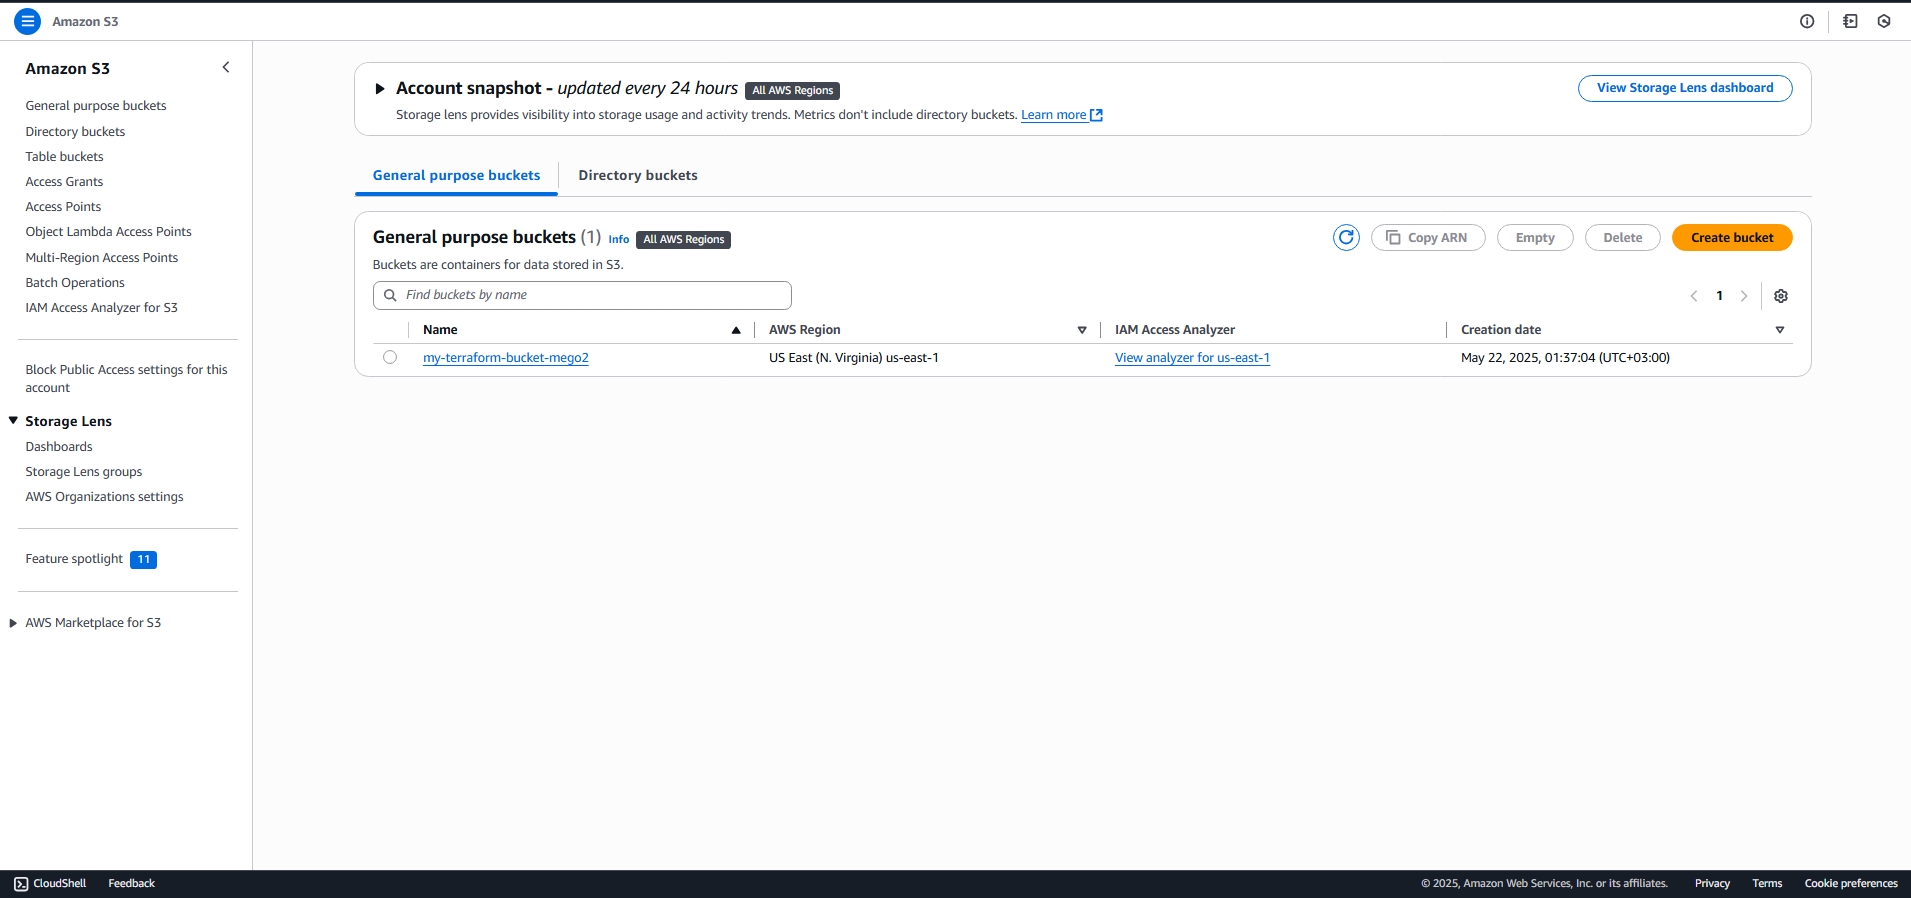 Amazon S3
Amazon S3
General purpose buckets
Directory buckets
Table buckets
Access Grants
Access Points
Object Lambda Access Points
Multi-Region Access Points
Batch Operations
IAM Access Analyzer for S3
Block Public Access settings for this
account
Storage Lens
Dashboards
Storage Lens groups
AWS Organizations settings
Feature spotlight 11
AWS Marketplace for S3
Account snapshot - updated every 24 hours All AWS Regions
View Storage Lens dashboard
Storage lens provides visibility into storage usage and activity trends. Metrics don't include directory buckets. Learn more
General purpose buckets Directory buckets
General purpose buckets (1) Info All AWS Regions
Copy ARN Empty Delete Create bucket
Buckets are containers for data stored in S3.
Find buckets by name
1
Name AWS Region IAM Access Analyzer Creation date
my-terraform-bucket-mego2 US East (N. Virginia) us-east-1 View analyzer for us-east-1 May 22, 2025, 01:37:04 (UTC+03:00)
CloudShell Feedback © 2025, Amazon Web Services, Inc. or its affiliates. Privacy Terms Cookie preferences